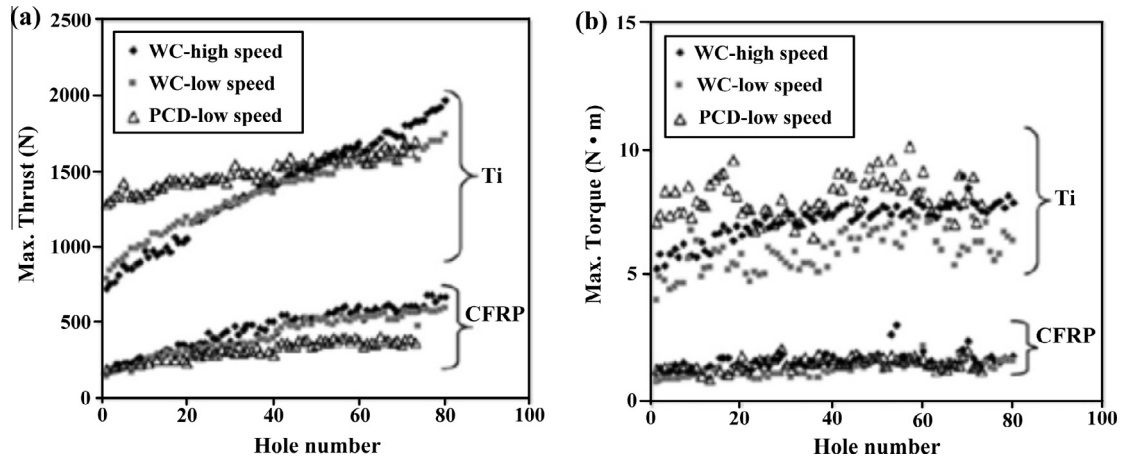 (a)
2500
2000
1500
1000
500
0
Max. Thrust (N)
WC-high speed
WC-low speed
PCD-low speed
Ti
CFRP
0 20 40 60 80 100
Hole number
(b)
15
10
5
0
Max. Torque (N • m)
WC-high speed
WC-low speed
PCD-low speed
Ti
CFRP
0 20 40 60 80 100
Hole number